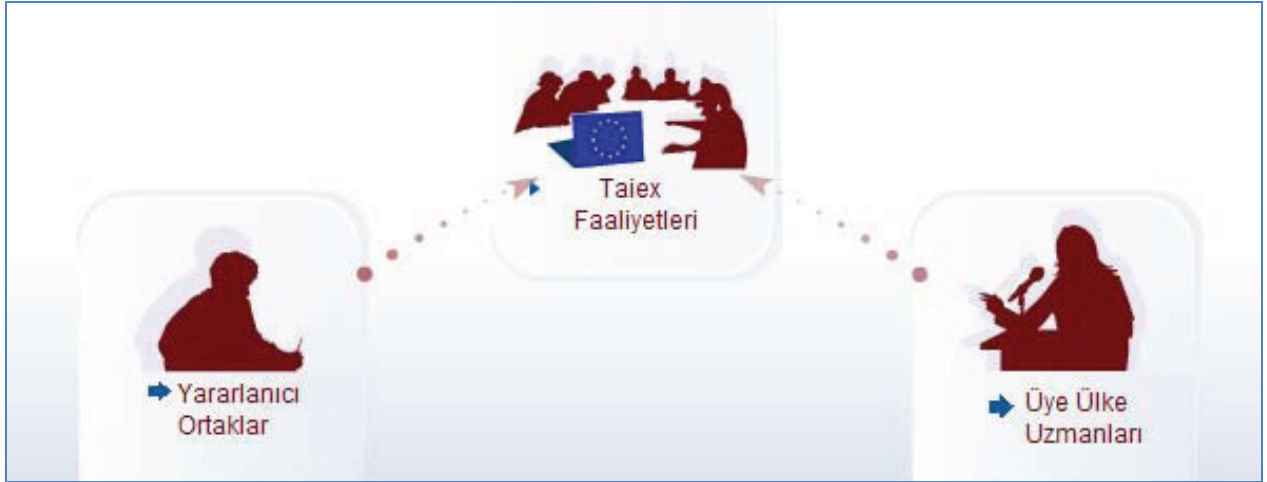 Taiex
Faaliyetleri
Yararlanıcı
Ortaklar
Üye Ülke
Uzmanları